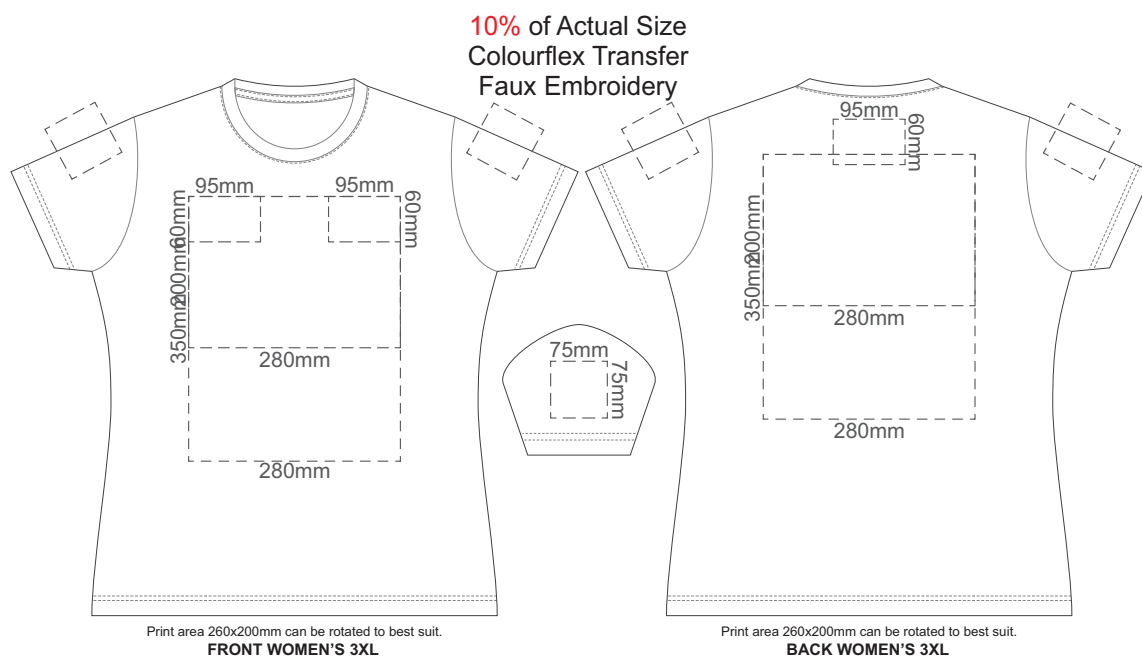 10% of Actual Size
Colourflex Transfer
Faux Embroidery
95mm
95mm
60mm
60mm
200mm
350mm
280mm
280mm
75mm
75mm
95mm
60mm
200mm
350mm
280mm
280mm
Print area 260x200mm can be rotated to best suit.
FRONT WOMEN'S 3XL
Print area 260x200mm can be rotated to best suit.
BACK WOMEN'S 3XL